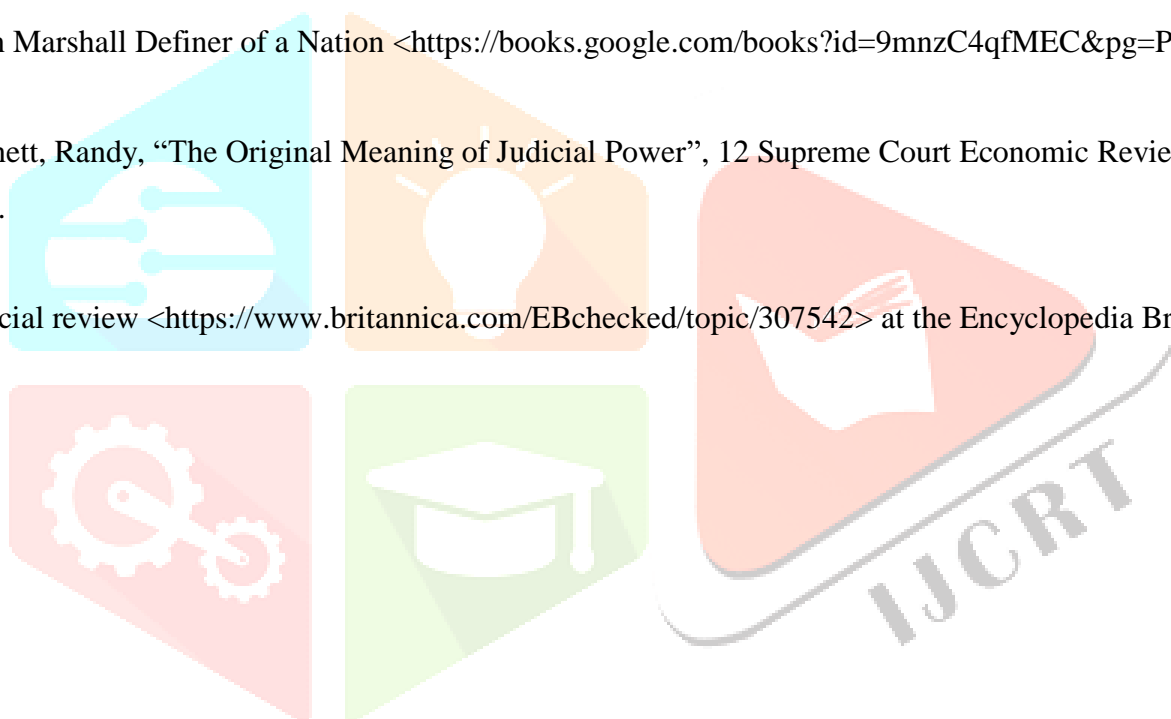 n Marshall Definer of a Nation <https://books.google.com/books?id=9mnzC4qfMEC&pg=P
nett, Randy, “The Original Meaning of Judicial Power”, 12 Supreme Court Economic Revie
.
cial review <https://www.britannica.com/EBchecked/topic/307542> at the Encyclopedia Br
IJCRT